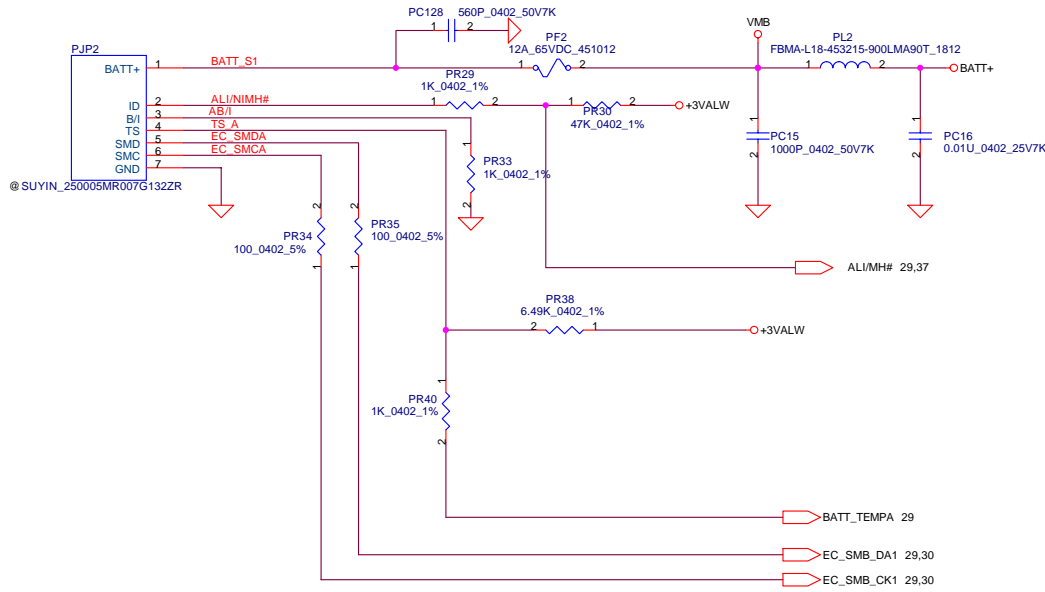 PC128 560P_0402_50V7K
1 2
PF2
12A_65VDC_451012
VMB
PL2
FBMA-L18-453215-900LMA90T_1812
PJP2
BATT+ 1 BATT_S1
1 2
1 2
BATT+
PR29
1K_0402_1%
ID 2 ALI/NIMH#
1 2
1 2
+3VALW
PR30
47K_0402_1%
B/I 3 AB/I
TS 4 TS_A
SMD 5 EC_SMDA
SMC 6 EC_SMCA
GND 7
@ SUYIN_250005MR007G132ZR
1
PR33
1K_0402_1%
2
1
PC15
1000P_0402_50V7K
2
1
PC16
0.01U_0402_25V7K
2
2
PR34
100_0402_5%
1
2
PR35
100_0402_5%
1
ALI/MH# 29,37
PR38
6.49K_0402_1%
2 1
+3VALW
1
PR40
1K_0402_1%
2
BATT_TEMPA 29
EC_SMB_DA1 29,30
EC_SMB_CK1 29,30